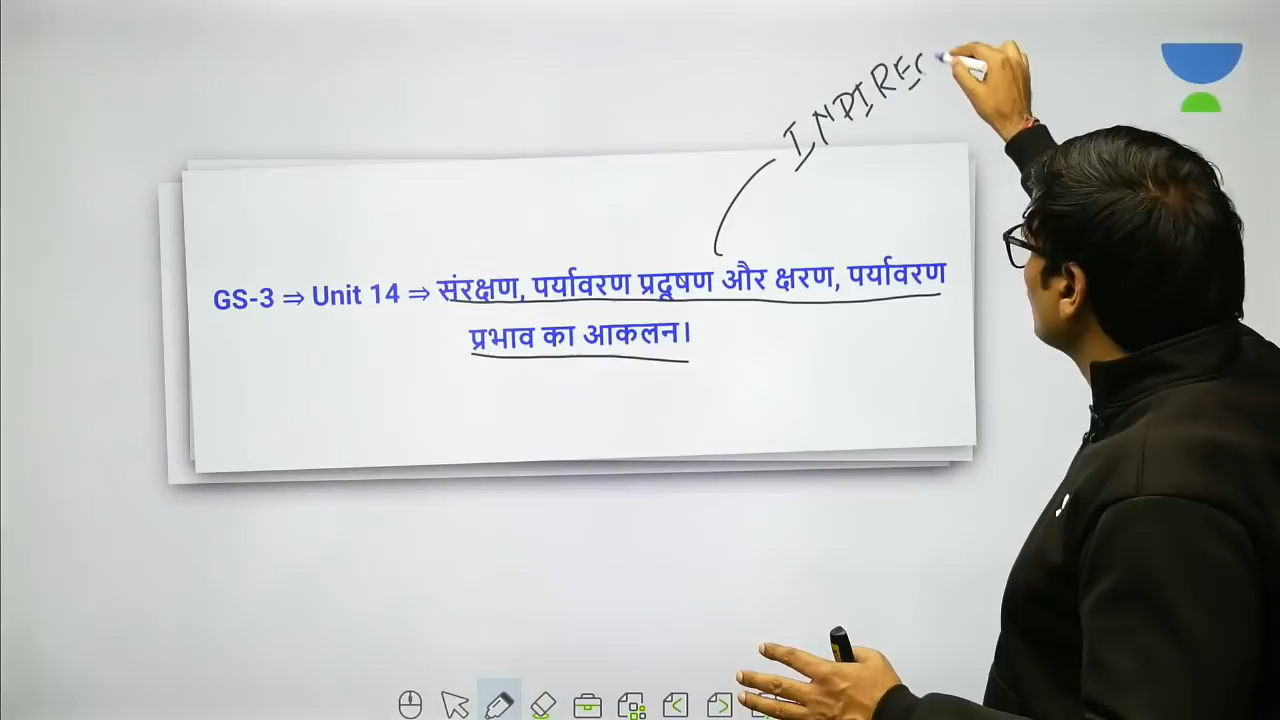 INDIREC
GS-3 ⇒ Unit 14 ⇒ संरक्षण, पर्यावरण प्रदूषण और क्षरण, पर्यावरण
प्रभाव का आकलन।